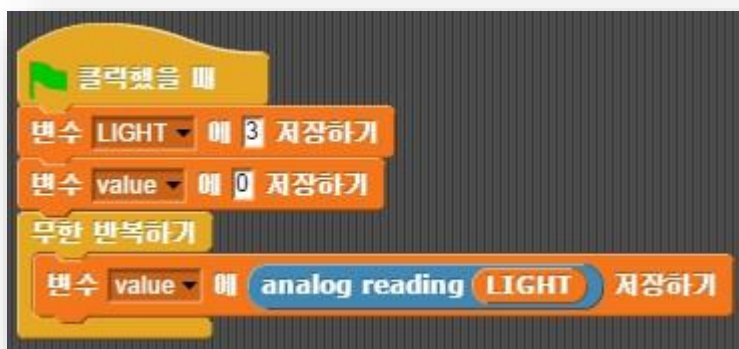 클릭했을 때
변수 LIGHT 에 3 저장하기
변수 value 에 0 저장하기
무한 반복하기
변수 value 에 analog reading LIGHT 저장하기